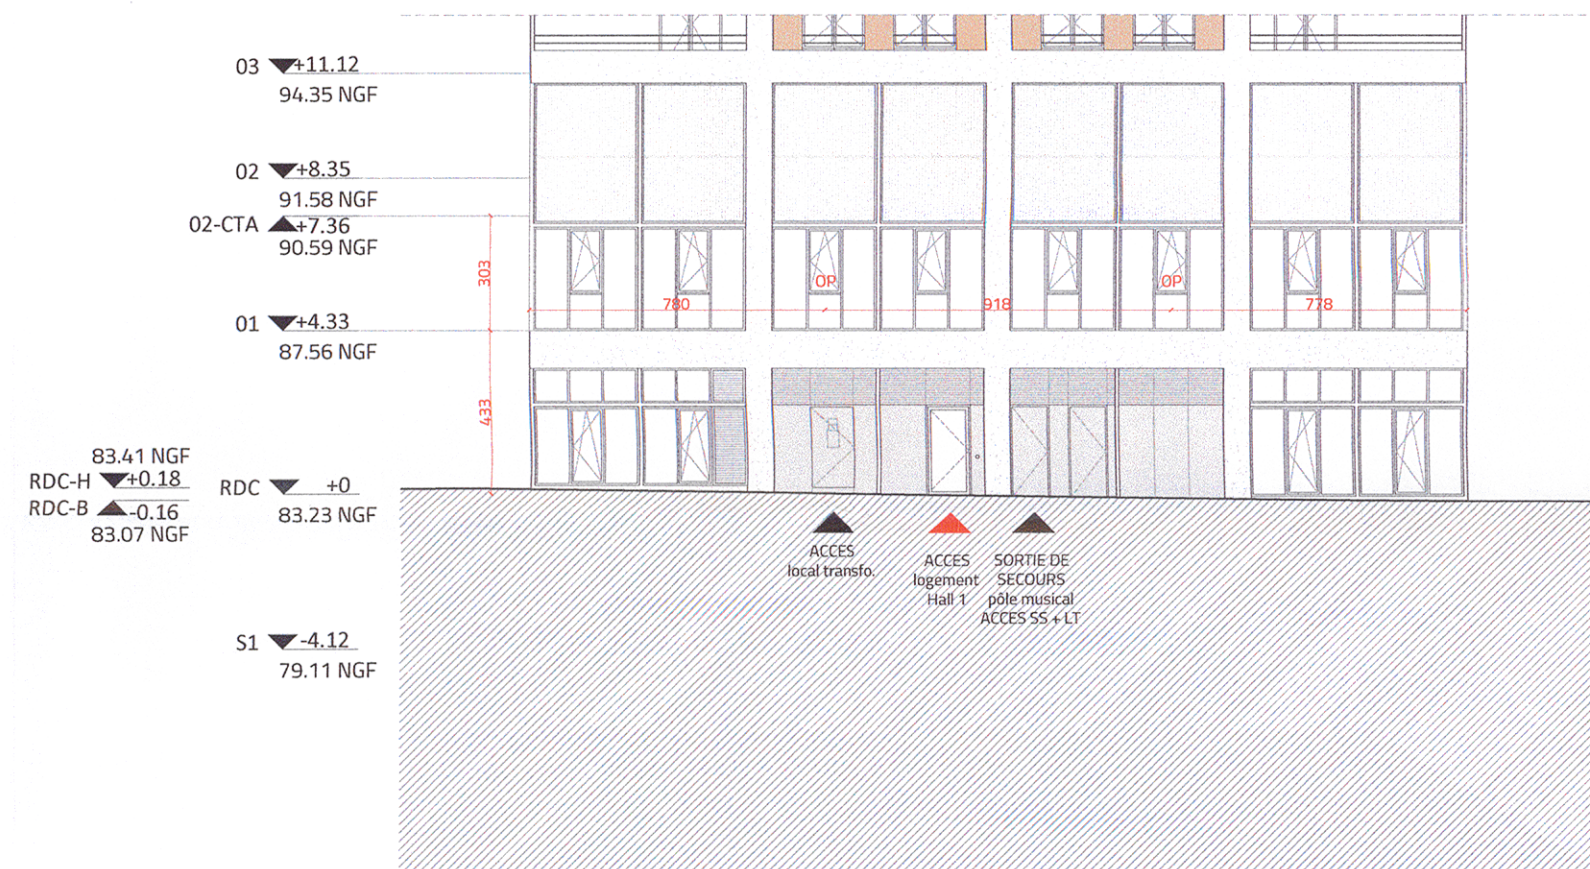 03 +11.12
94.35 NGF
02 +8.35
91.58 NGF
02-CTA +7.36
90.59 NGF
303
OP
OP
780
918
778
01 +4.33
87.56 NGF
433
83.41 NGF
RDC-H +0.18
RDC-B -0.16
83.07 NGF
RDC +0
83.23 NGF
ACCES
local transfo.
ACCES
logement
Hall 1
SORTIE DE
SECOURS
pôle musical
ACCES SS + LT
S1 -4.12
79.11 NGF